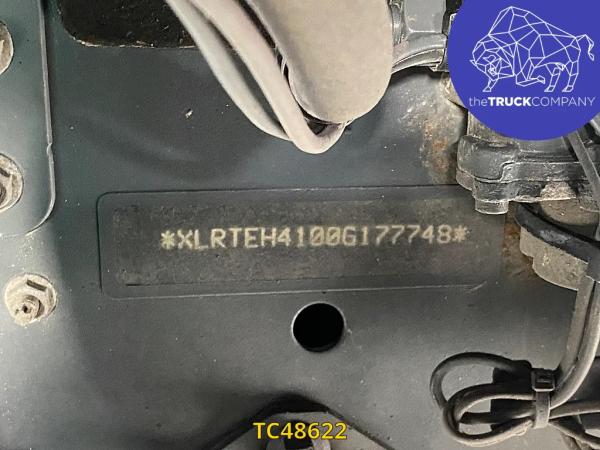 theTRUCKCOMPANY
*XLRTEH4100G177748*
TC48622